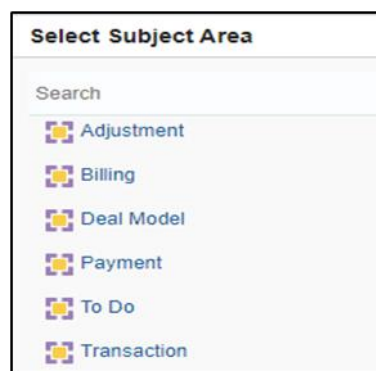 Select Subject Area
Search
Adjustment
Billing
Deal Model
Payment
To Do
Transaction